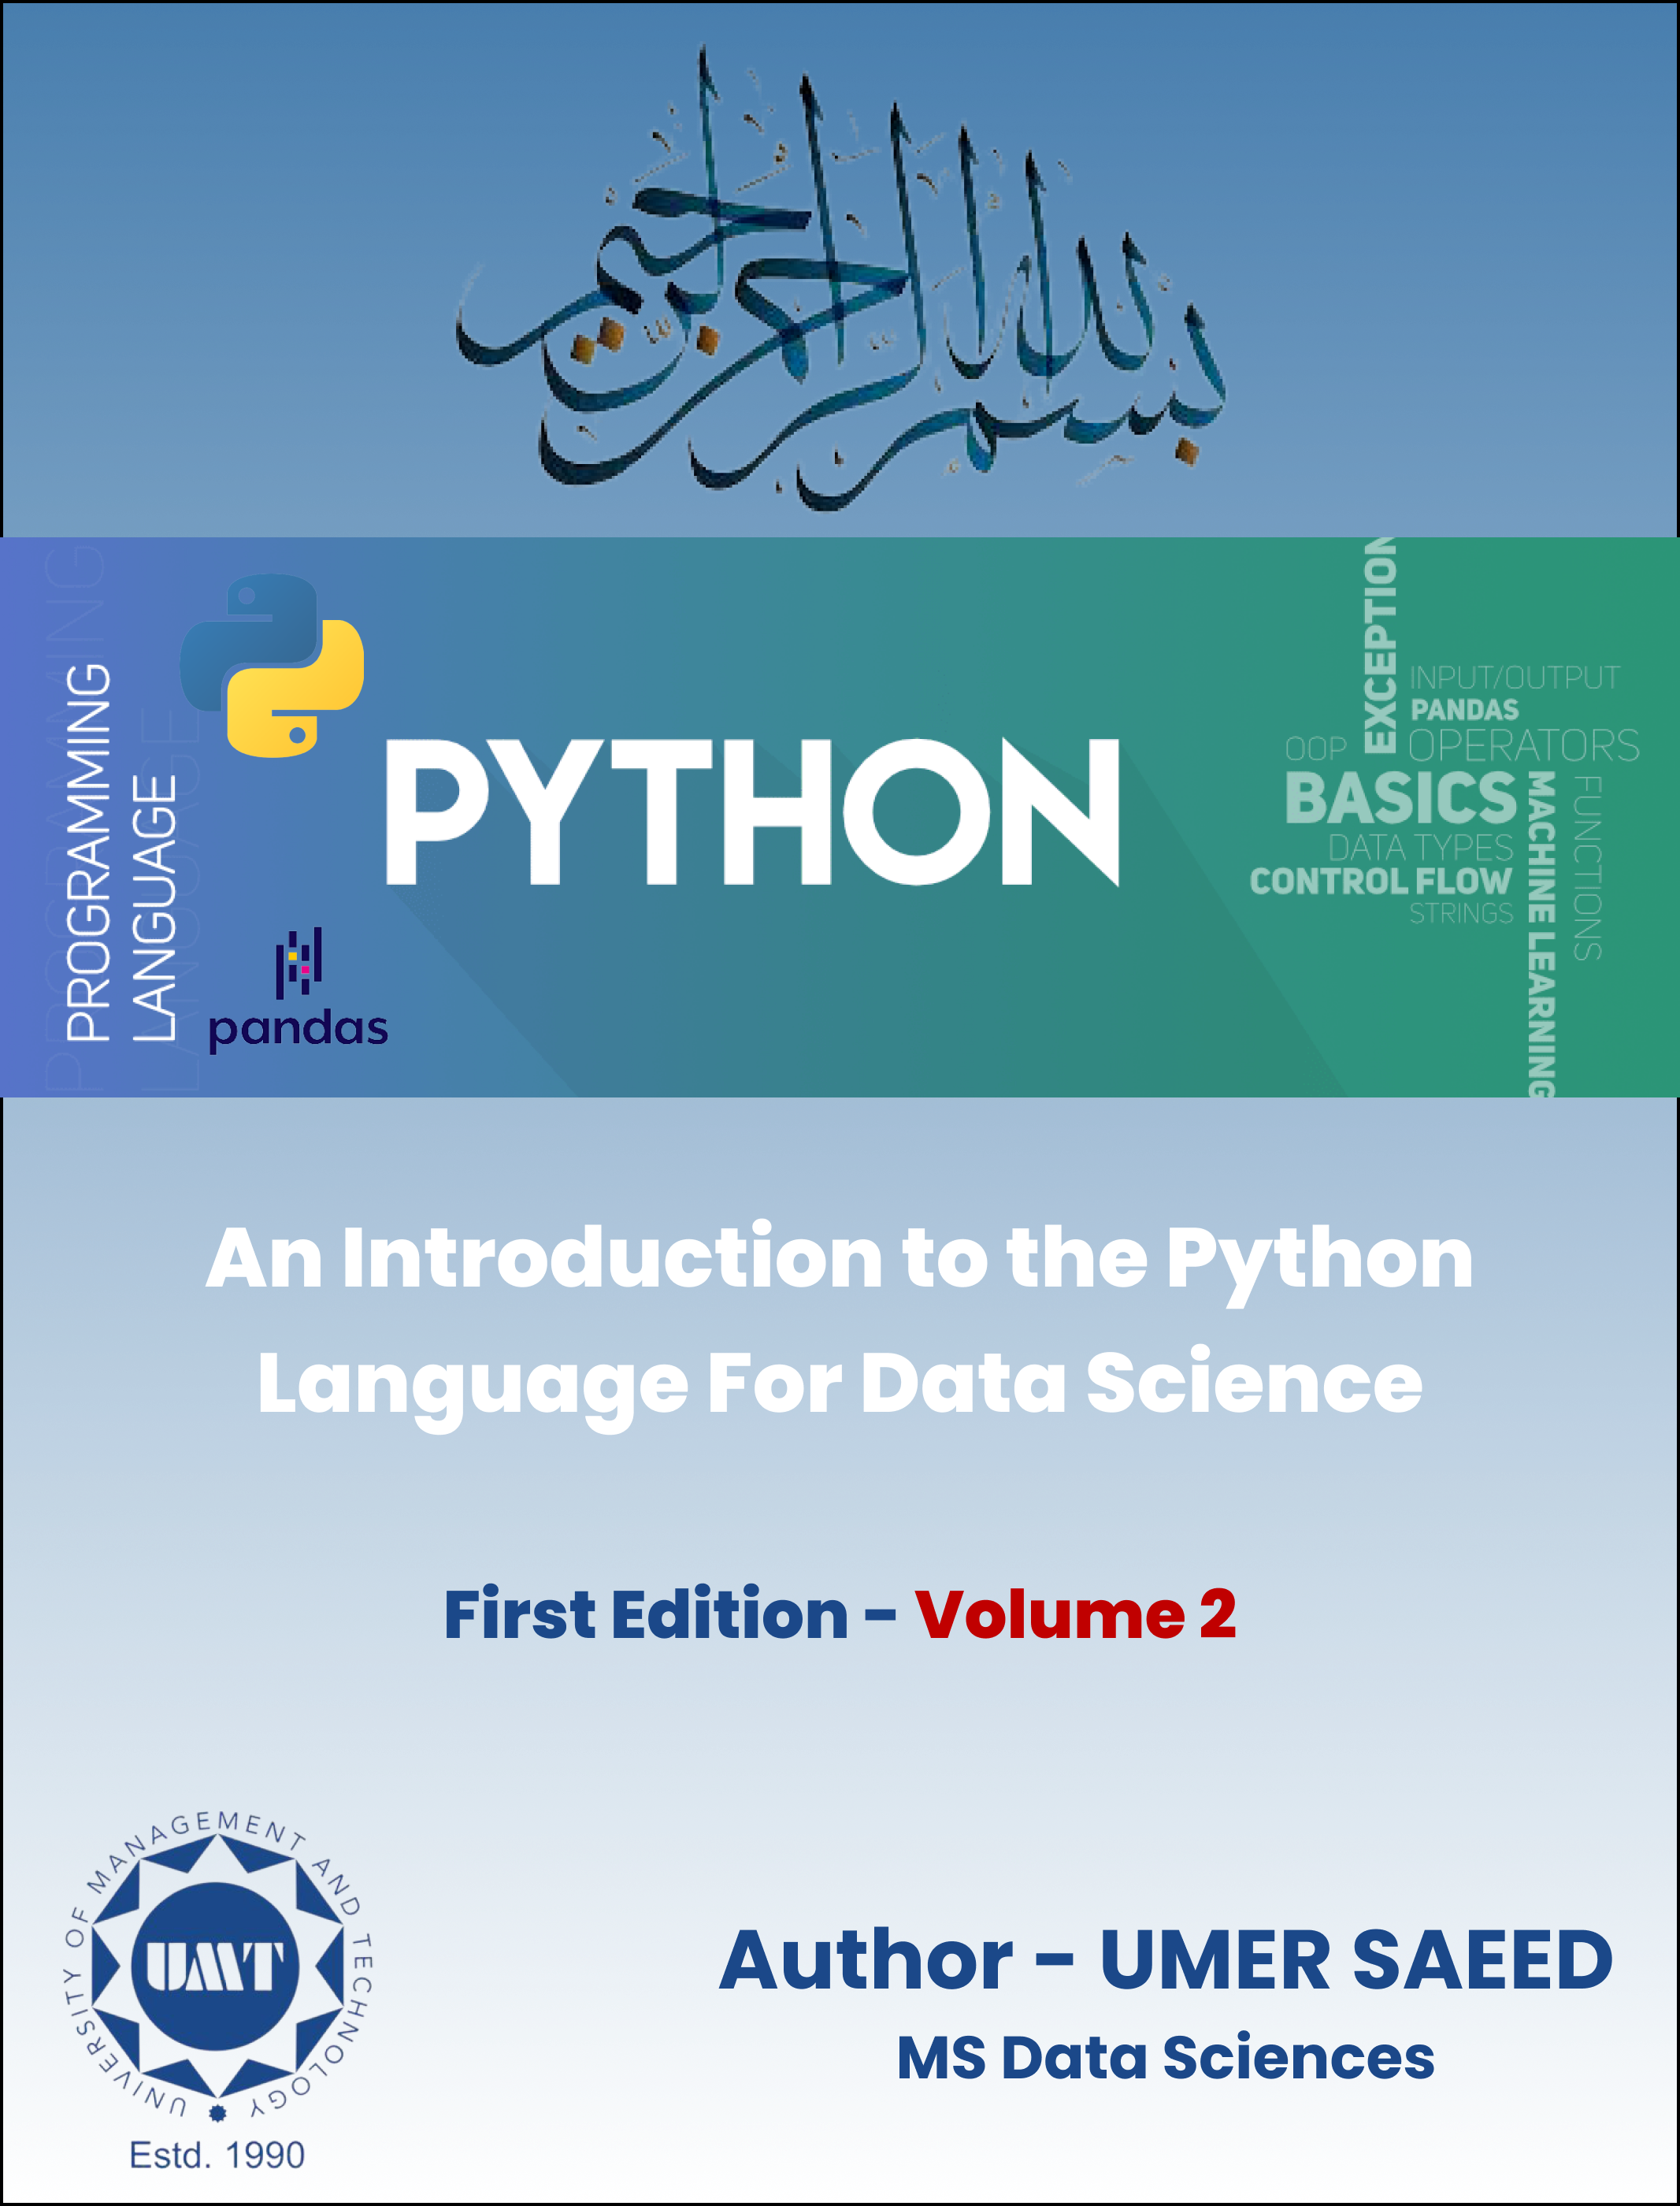 بسم الله الرحمن الرحيم
PROGRAMMING
LANGUAGE
PROGRAMMING
LANGUAGE
PYTHON
pandas
EXCEPTION
INPUT/OUTPUT
PANDAS
OOP
OPERATORS
BASICS
DATA TYPES
CONTROL FLOW
STRINGS
MACHINE LEARNING
FUNCTIONS
An Introduction to the Python
Language For Data Science
First Edition – Volume 2
UNIVERSITY OF MANAGEMENT AND TECHNOLOGY
UMT
Estd. 1990
Author – UMER SAEED
MS Data Sciences